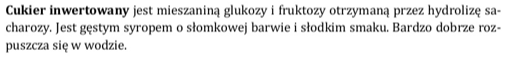 Cukier inwertowany jest mieszaniną glukozy i fruktozy otrzymaną przez hydrolizę sa-
charozy. Jest gęstym syropem o słomkowej barwie i słodkim smaku. Bardzo dobrze roz-
puszcza się w wodzie.